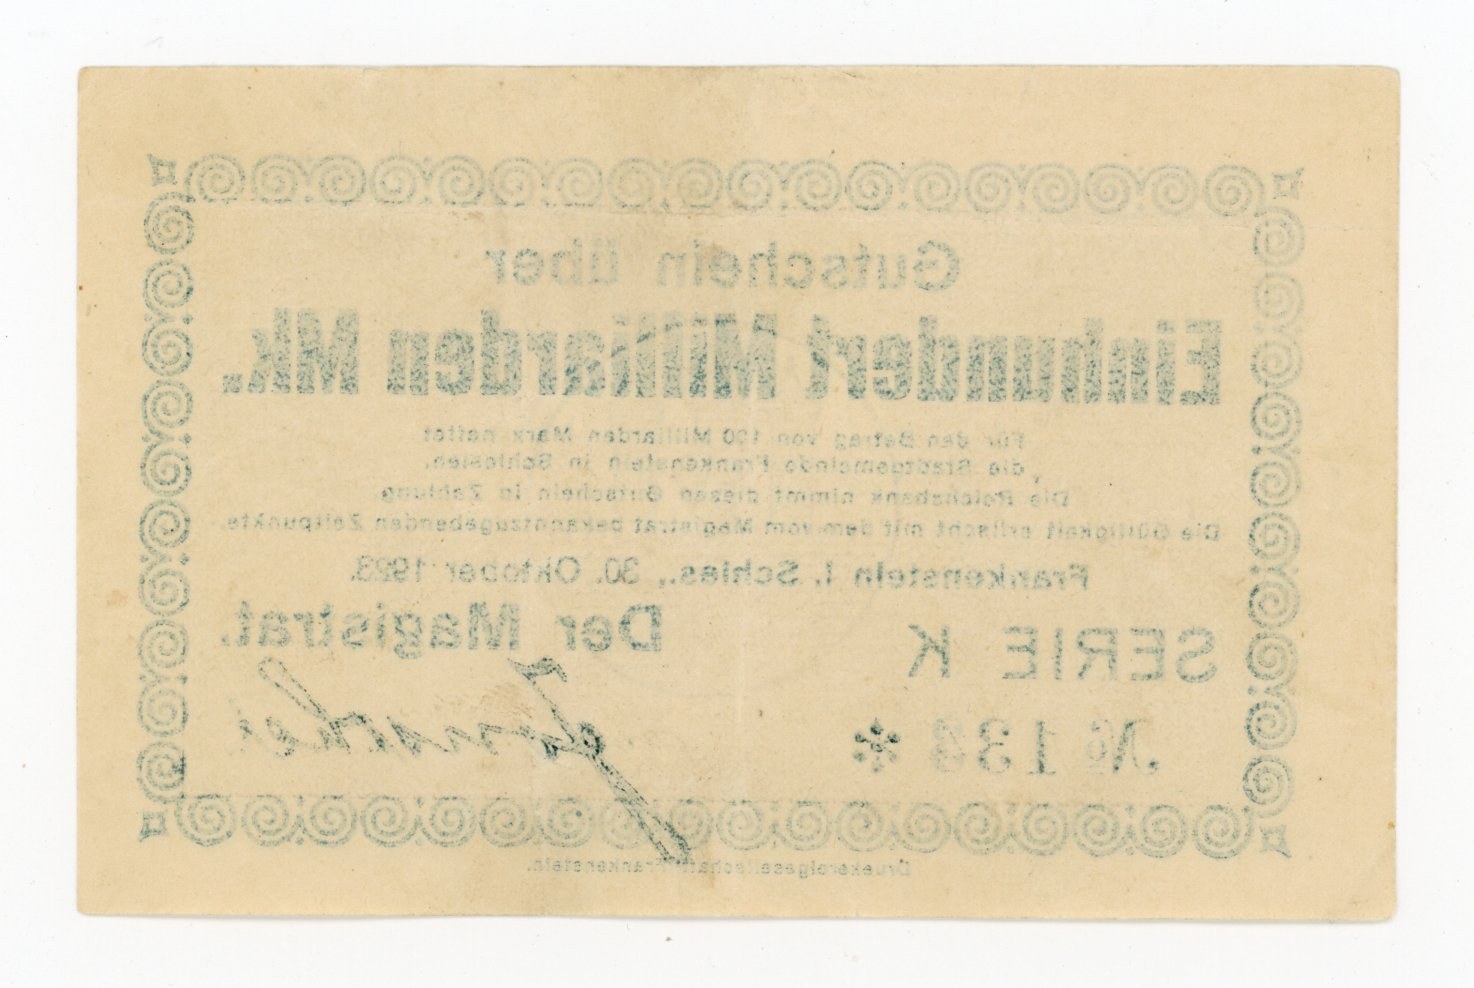 Gutschein über
Einhundert Milliarden Mk.
Für den Betrag von 100 Milliarden Mark haftet
die Stadtgemeinde Frankenstein in Schlesien.
Die Reichsbank nimmt diesen Gutschein in Zahlung
Die Gültigkeit erlischt mit dem vom Magistrat bekanntzugebenden Zeitpunkte.
Frankenstein i. Schles., 30. Oktober 1923.
Der Magistrat.
SERIE K
№ 134 *
Druckereigesellschaft Frankenstein.